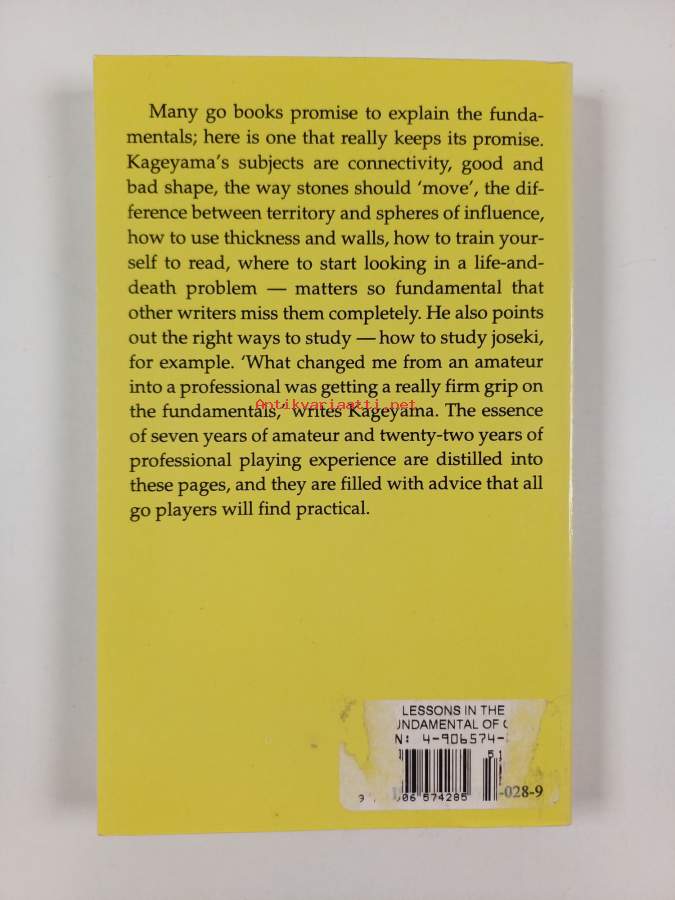 Many go books promise to explain the funda-
mentals; here is one that really keeps its promise.
Kageyama's subjects are connectivity, good and
bad shape, the way stones should 'move', the dif-
ference between territory and spheres of influence,
how to use thickness and walls, how to train your-
self to read, where to start looking in a life-and-
death problem — matters so fundamental that
other writers miss them completely. He also points
out the right ways to study — how to study joseki,
for example. 'What changed me from an amateur
into a professional was getting a really firm grip on
Antikvariaatti.net
the fundamentals,' writes Kageyama. The essence
of seven years of amateur and twenty-two years of
professional playing experience are distilled into
these pages, and they are filled with advice that all
go players will find practical.
LESSONS IN THE
UNDAMENTAL OF
N: 4-906574-
51
9 06 574285
-028-9